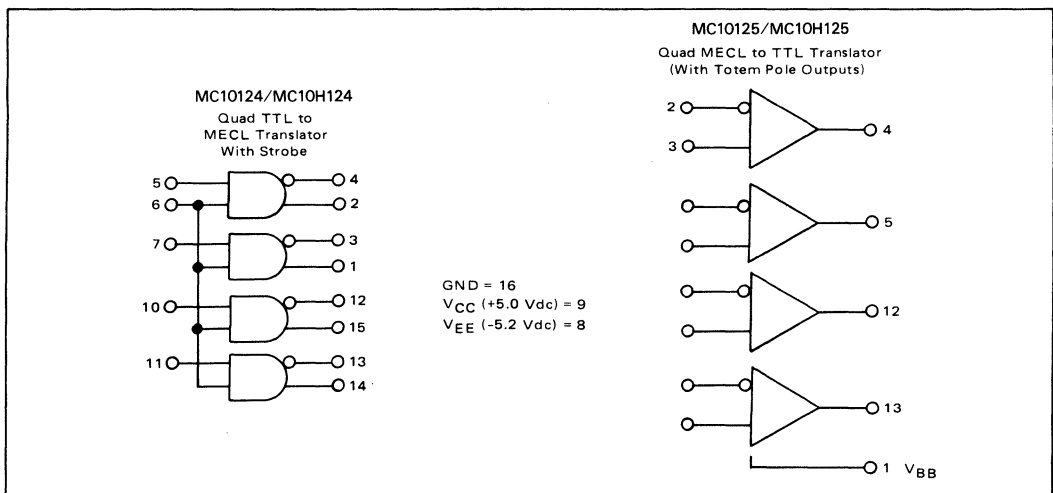 MC10124/MC10H124
Quad TTL to
MECL Translator
With Strobe
5
6
4
2
7
3
1
10
12
15
11
13
14
GND = 16
VCC (+5.0 Vdc) = 9
VEE (-5.2 Vdc) = 8
MC10125/MC10H125
Quad MECL to TTL Translator
(With Totem Pole Outputs)
2
3
4
5
12
13
1 VBB